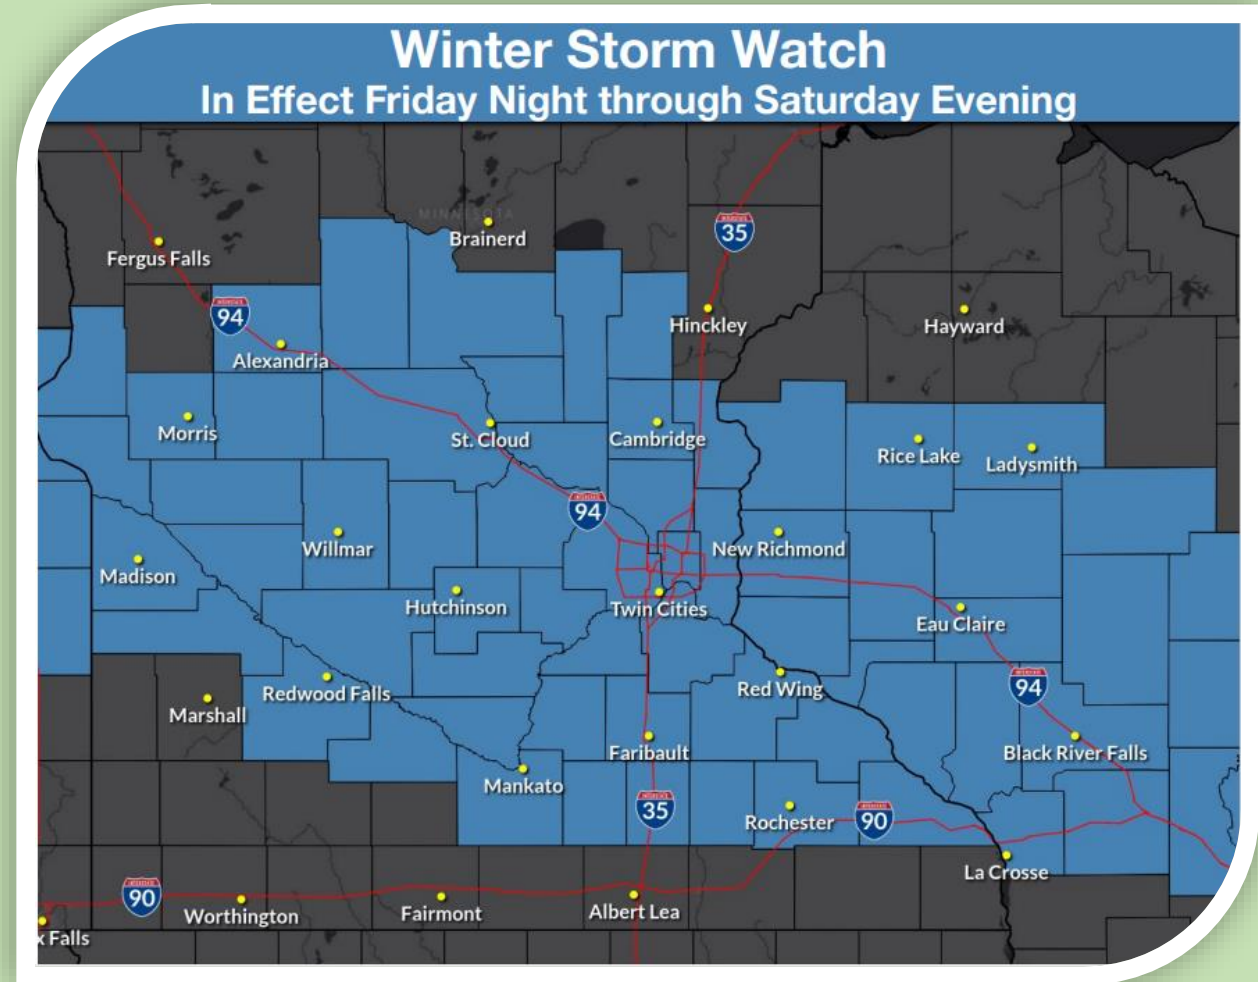 Winter Storm Watch
In Effect Friday Night through Saturday Evening
MINNESOTA
Brainerd
35
Fergus Falls
94
Hinckley
Hayward
Alexandria
Morris
St. Cloud
Cambridge
Rice Lake
Ladysmith
94
Willmar
New Richmond
Madison
Hutchinson
Twin Cities
Eau Claire
Redwood Falls
Red Wing
94
Marshall
Faribault
Black River Falls
Mankato
35
Rochester
90
La Crosse
90
Worthington
Fairmont
Albert Lea
x Falls